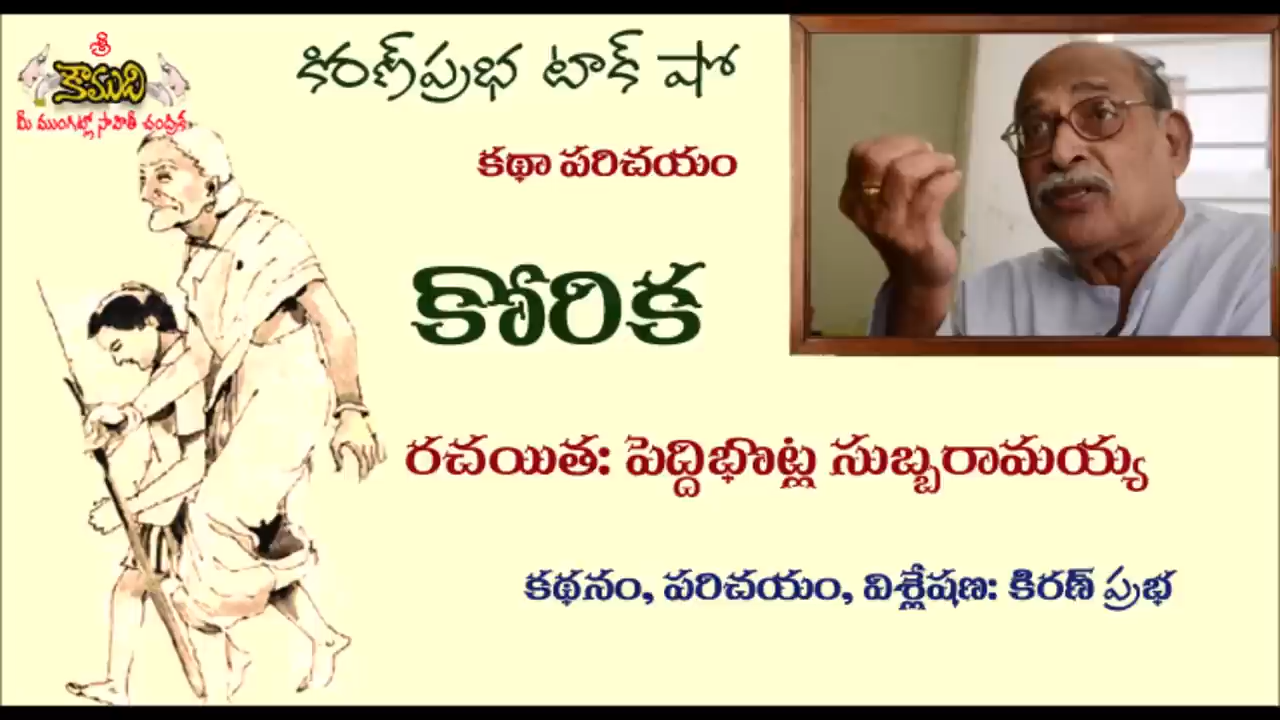 శ్రీ
కౌముది
మీ ముంగిట్లో సాహితీ చంద్రిక
కిరణ్‌ప్రభ టాక్ షో
కథా పరిచయం
కోరిక
రచయిత: పెద్దిభొట్ల సుబ్బరామయ్య
కథనం, పరిచయం, విశ్లేషణ: కిరణ్ ప్రభ